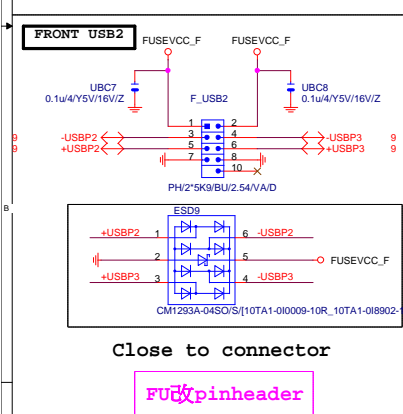 FRONT USB2
FUSEVCC_F FUSEVCC_F
UBC7
0.1u/4/Y5V/16V/Z
F_USB2
UBC8
0.1u/4/Y5V/16V/Z
1 2
9 -USBP2 3 4 -USBP3 9
9 +USBP2 5 6 +USBP3 9
7 8
10
PH/2*5K9/BU/2.54/VA/D
B
ESD9
+USBP2 1 6 -USBP2
2 5 FUSEVCC_F
+USBP3 3 4 -USBP3
CM1293A-04SO/S/[10TA1-0I0009-10R_10TA1-0I8902-1
Close to connector
FU改pinheader